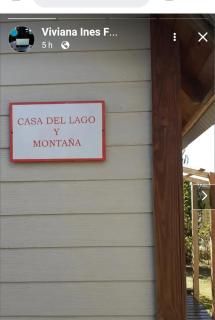 Viviana Ines F...
5 h
CASA DEL LAGO
Y
MONTAÑA